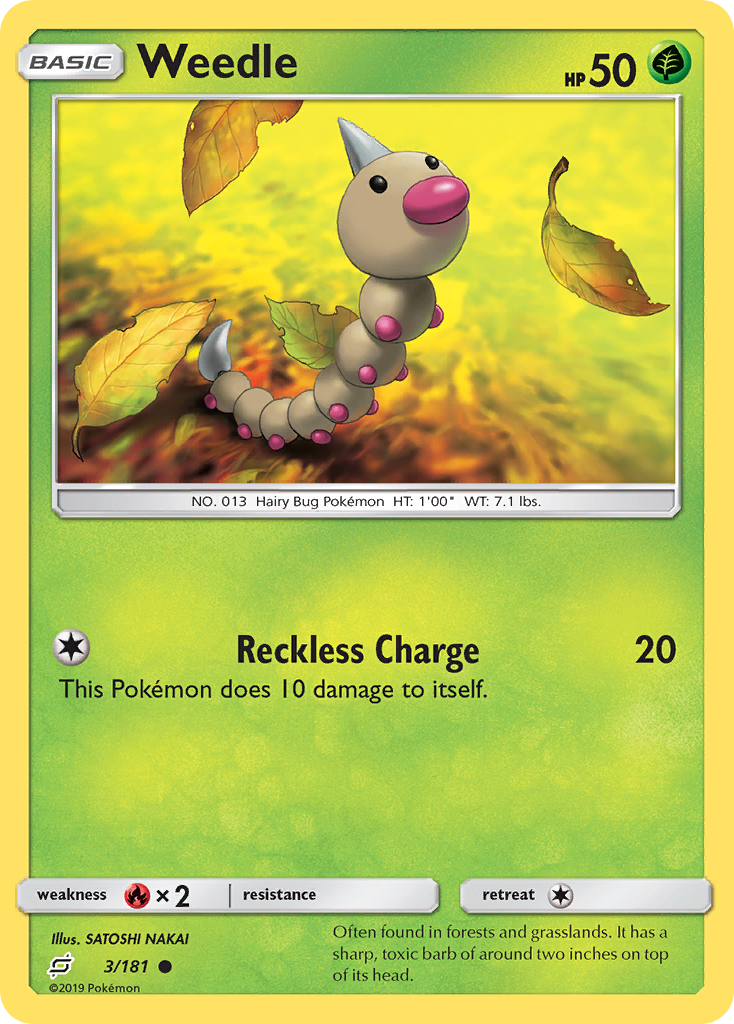 BASIC Weedle HP 50
NO. 013 Hairy Bug Pokémon HT: 1'00" WT: 7.1 lbs.
Reckless Charge 20
This Pokémon does 10 damage to itself.
weakness × 2 resistance retreat
Illus. SATOSHI NAKAI
3/181
©2019 Pokémon
Often found in forests and grasslands. It has a
sharp, toxic barb of around two inches on top
of its head.